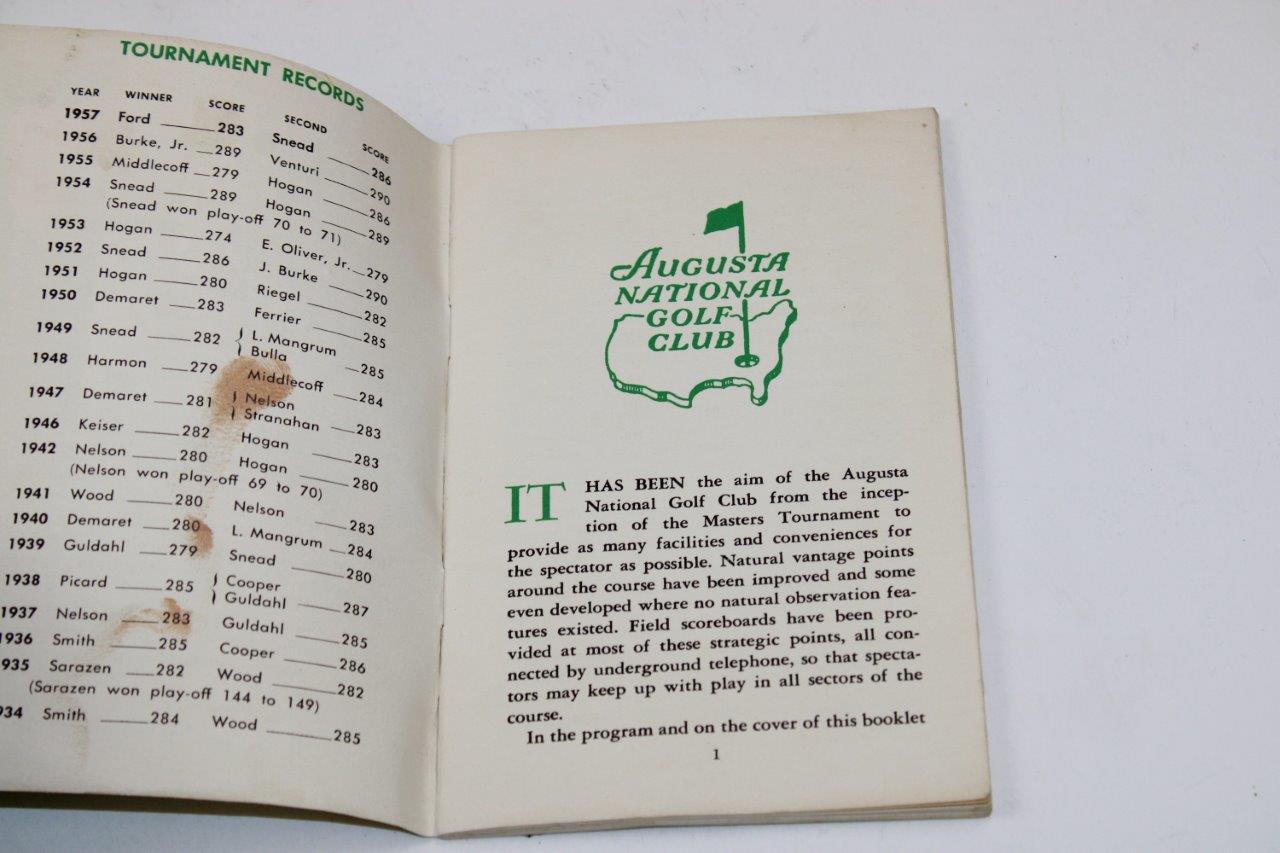 TOURNAMENT RECORDS
YEAR WINNER SCORE SECOND SCORE
1957 Ford 283 Snead 286
1956 Burke, Jr. 289 Venturi 290
1955 Middlecoff 279 Hogan 286
1954 Snead 289 Hogan 289
(Snead won play-off 70 to 71)
1953 Hogan 274 E. Oliver, Jr. 279
1952 Snead 286 J. Burke 290
1951 Hogan 280 Riegel 282
1950 Demaret 283 Ferrier 285
1949 Snead 282 { L. Mangrum
Bulla 285
1948 Harmon 279 Middlecoff 284
1947 Demaret 281 { Nelson
Stranahan 283
1946 Keiser 282 Hogan 283
1942 Nelson 280 Hogan 280
(Nelson won play-off 69 to 70)
1941 Wood 280 Nelson 283
1940 Demaret 280 L. Mangrum 284
1939 Guldahl 279 Snead 280
1938 Picard 285 { Cooper
Guldahl 287
1937 Nelson 283 Guldahl 285
1936 Smith 285 Cooper 286
935 Sarazen 282 Wood 282
(Sarazen won play-off 144 to 149)
934 Smith 284 Wood 285
AUGUSTA
NATIONAL
GOLF
CLUB
IT HAS BEEN the aim of the Augusta
National Golf Club from the incep-
tion of the Masters Tournament to
provide as many facilities and conveniences for
the spectator as possible. Natural vantage points
around the course have been improved and some
even developed where no natural observation fea-
tures existed. Field scoreboards have been pro-
vided at most of these strategic points, all con-
nected by underground telephone, so that specta-
tors may keep up with play in all sectors of the
course.
In the program and on the cover of this booklet
1